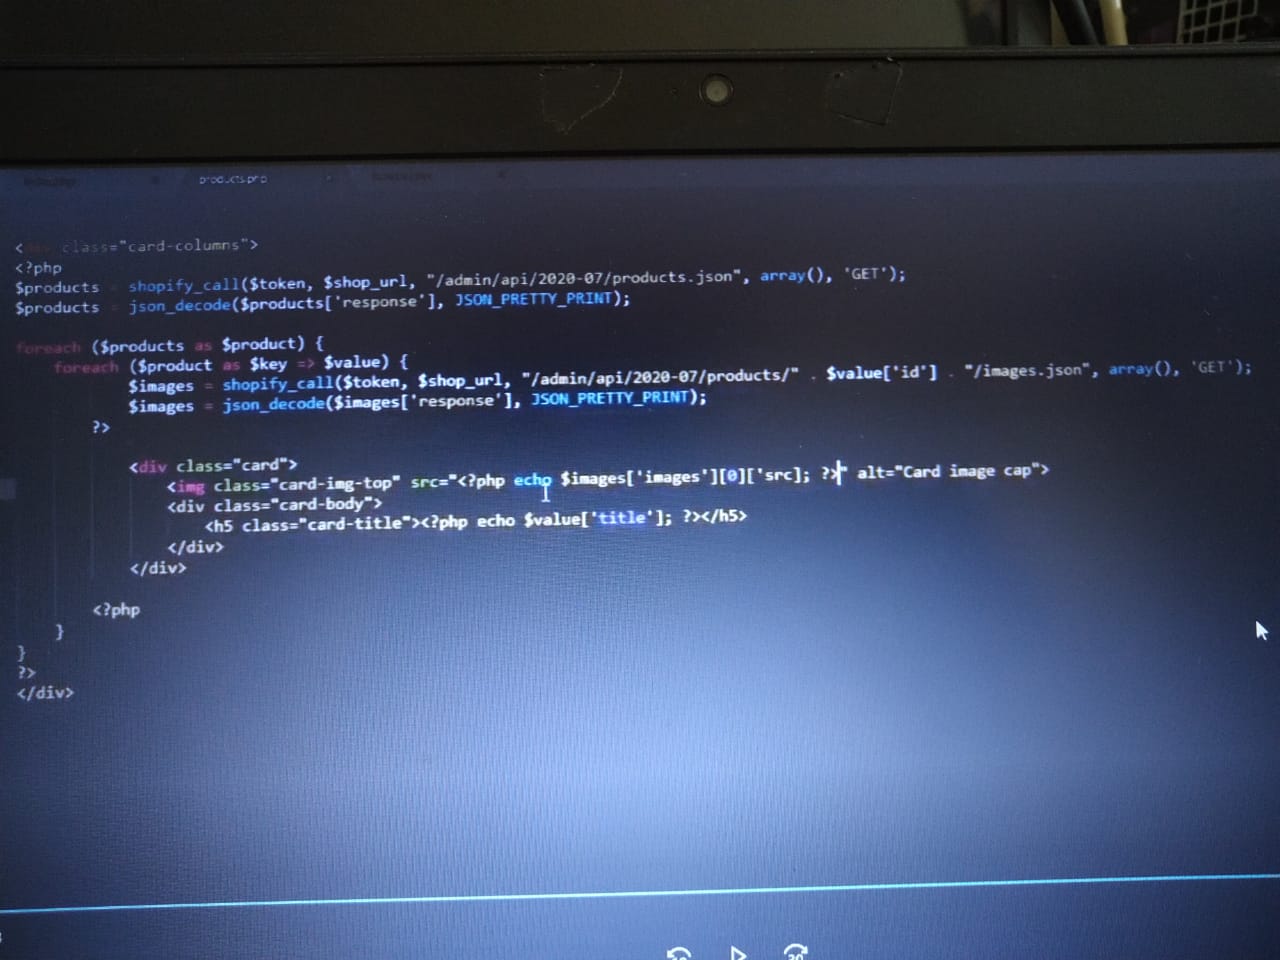 products.php
<div class="card-columns">
<?php
$products = shopify_call($token, $shop_url, "/admin/api/2020-07/products.json", array(), 'GET');
$products = json_decode($products['response'], JSON_PRETTY_PRINT);
foreach ($products as $product) {
foreach ($product as $key => $value) {
$images = shopify_call($token, $shop_url, "/admin/api/2020-07/products/" . $value['id'] . "/images.json", array(), 'GET');
$images = json_decode($images['response'], JSON_PRETTY_PRINT);
?>
<div class="card">
<img class="card-img-top" src="<?php echo $images['images'][0]['src]; ?>" alt="Card image cap">
<div class="card-body">
<h5 class="card-title"><?php echo $value['title']; ?></h5>
</div>
</div>
<?php
}
}
?>
</div>